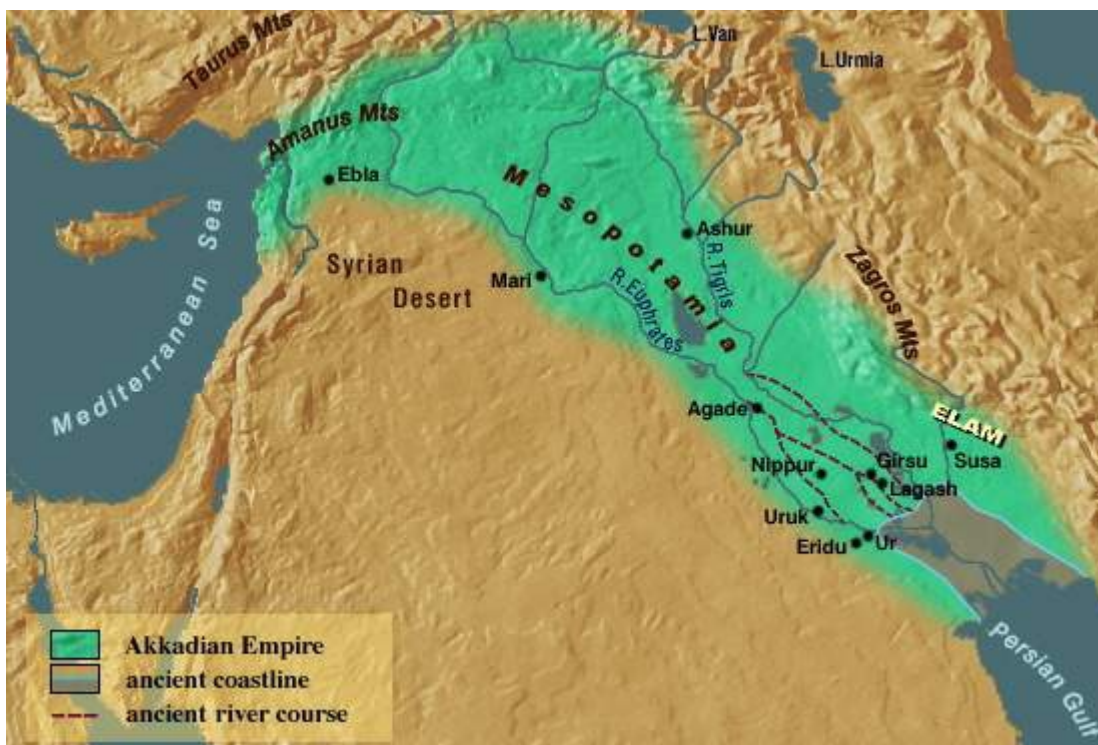 Taurus Mts
L.Van
L.Urmia
Amanus Mts
Ebla
Mesopotamia
Ashur
R.Tigris
Mediterranean Sea
Syrian
Desert
Mari
R.Euphrates
Zagros Mts
Agade
ELAM
Nippur
Girsu
Susa
Lagash
Uruk
Ur
Eridu
Persian Gulf
Akkadian Empire
ancient coastline
ancient river course